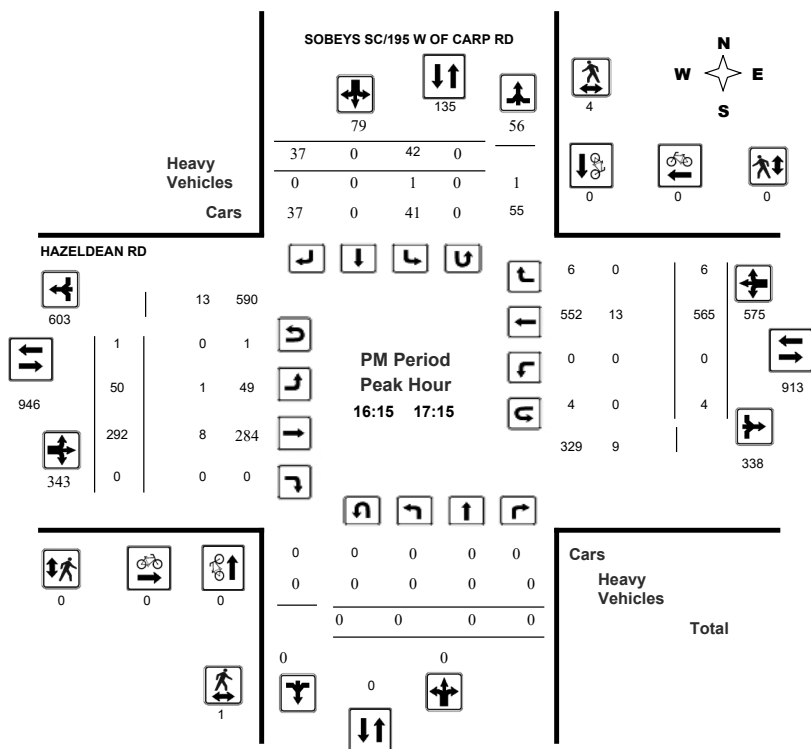 SOBEYS SC/195 W OF CARP RD
N
W E
S
135
4
79 56
37 0 42 0
Heavy
Vehicles
0 0 1 0 1
0 0 0
Cars 37 0 41 0 55
HAZELDEAN RD
6 0 6
13 590
603
552 13 565 575
1 0 1
PM Period
0 0 0
50 1 49
Peak Hour
913
946
16:15 17:15
4 0 4
292 8 284
329 9
338
343 0 0 0
0 0 0 0 0
Cars
0 0 0 0 0
Heavy
Vehicles
0 0 0
0 0 0 0
Total
0 0
0
1